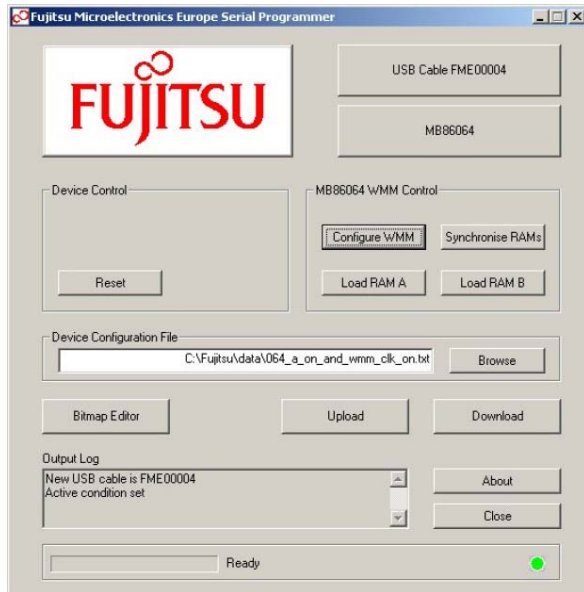 Fujitsu Microelectronics Europe Serial Programmer
FUJITSU
USB Cable FME00004
MB86064
Device Control
Reset
MB86064 WMM Control
Configure WMM
Synchronise RAMs
Load RAM A
Load RAM B
Device Configuration File
C:\Fujitsu\data\064_a_on_and_wmm_clk_on.txt
Browse
Bitmap Editor
Upload
Download
Output Log
New USB cable is FME00004
Active condition set
About
Close
Ready